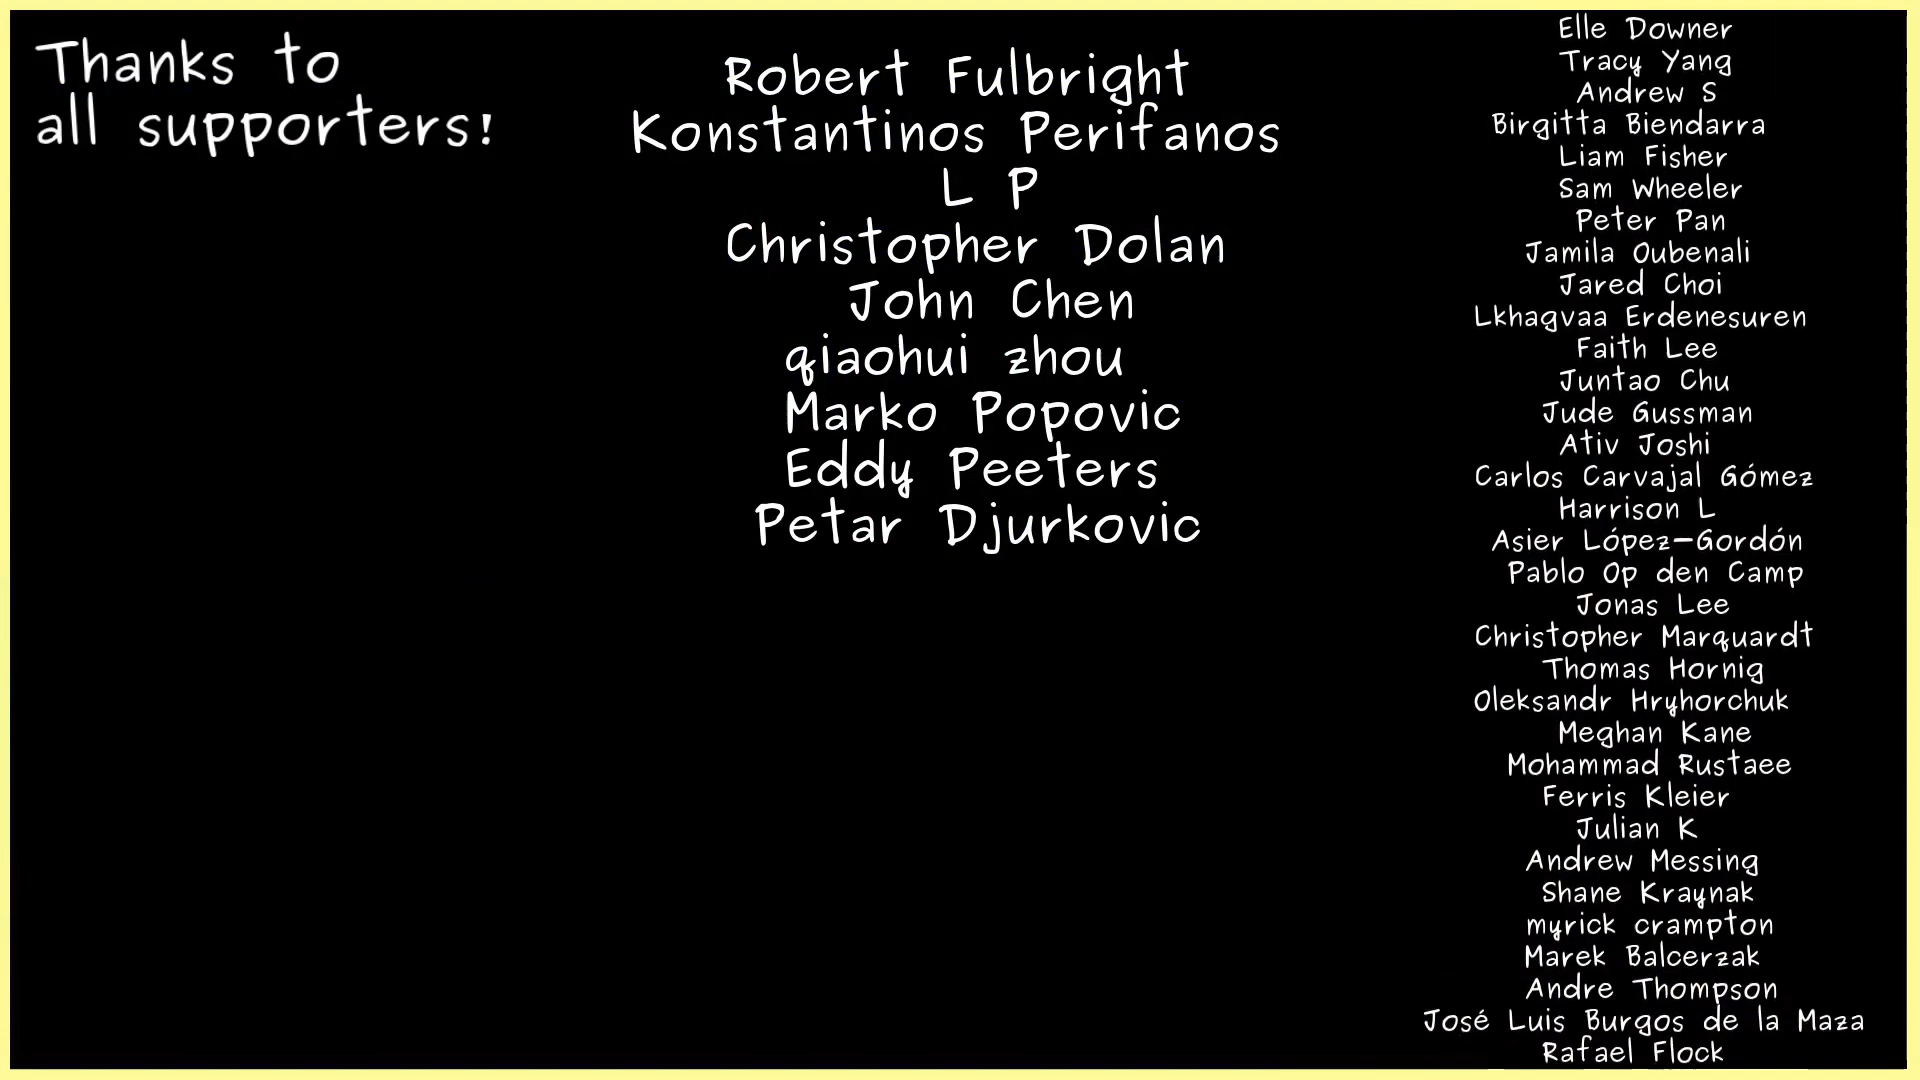 Thanks to
all supporters!
Robert Fulbright
Konstantinos Perifanos
L P
Christopher Dolan
John Chen
qiaohui zhou
Marko Popovic
Eddy Peeters
Petar Djurkovic
Elle Downer
Tracy Yang
Andrew S
Birgitta Biendarra
Liam Fisher
Sam Wheeler
Peter Pan
Jamila Oubenali
Jared Choi
Lkhagvaa Erdenesuren
Faith Lee
Juntao Chu
Jude Gussman
Ativ Joshi
Carlos Carvajal Gómez
Harrison L
Asier López-Gordón
Pablo Op den Camp
Jonas Lee
Christopher Marquardt
Thomas Hornig
Oleksandr Hryhorchuk
Meghan Kane
Mohammad Rustaee
Ferris Kleier
Julian K
Andrew Messing
Shane Kraynak
myrick crampton
Marek Balcerzak
Andre Thompson
José Luis Burgos de la Maza
Rafael Flock